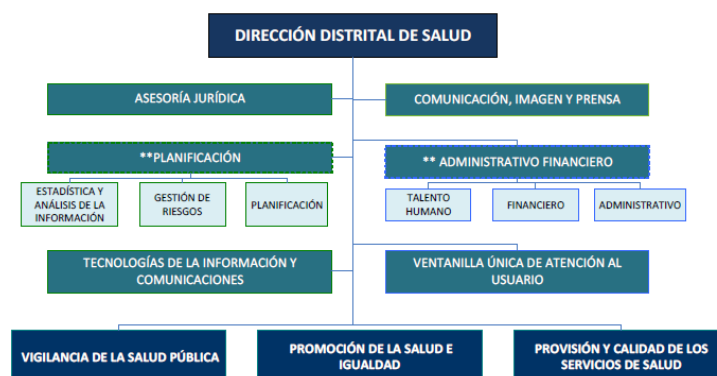 DIRECCIÓN DISTRITAL DE SALUD
ASESORÍA JURÍDICA
COMUNICACIÓN, IMAGEN Y PRENSA
**PLANIFICACIÓN
** ADMINISTRATIVO FINANCIERO
ESTADÍSTICA Y
ANÁLISIS DE LA
INFORMACIÓN
GESTIÓN DE
RIESGOS
PLANIFICACIÓN
TALENTO
HUMANO
FINANCIERO
ADMINISTRATIVO
TECNOLOGÍAS DE LA INFORMACIÓN Y
COMUNICACIONES
VENTANILLA ÚNICA DE ATENCIÓN AL
USUARIO
VIGILANCIA DE LA SALUD PÚBLICA
PROMOCIÓN DE LA SALUD E
IGUALDAD
PROVISIÓN Y CALIDAD DE LOS
SERVICIOS DE SALUD